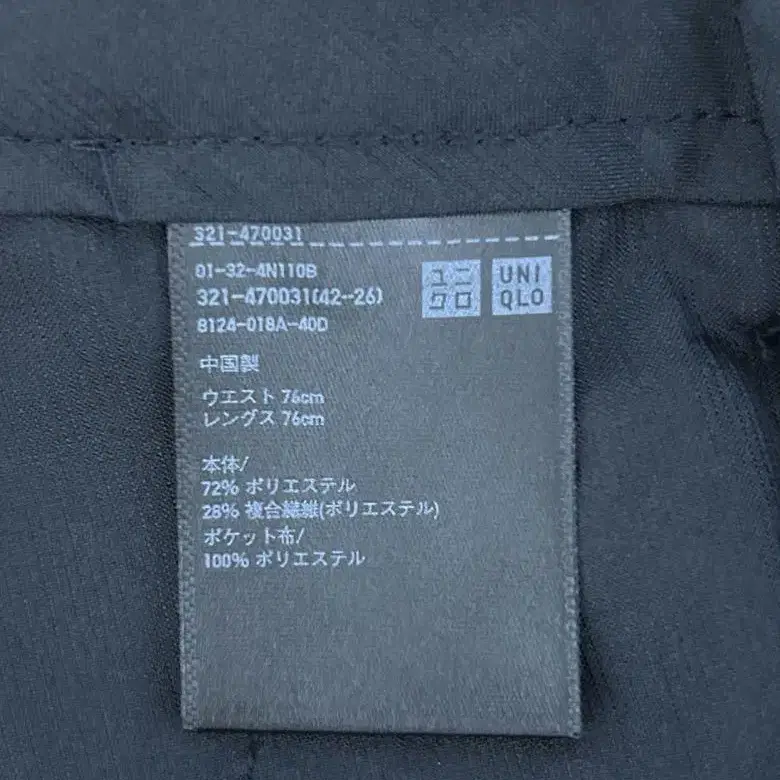 321-470031
01-32-4N110B
321-470031(42-26)
8124-018A-40D
ユニ
クロ
UNI
QLO
中国製
ウエスト 76cm
レングス 76cm
本体/
72% ポリエステル
28% 複合繊維(ポリエステル)
ポケット布/
100% ポリエステル